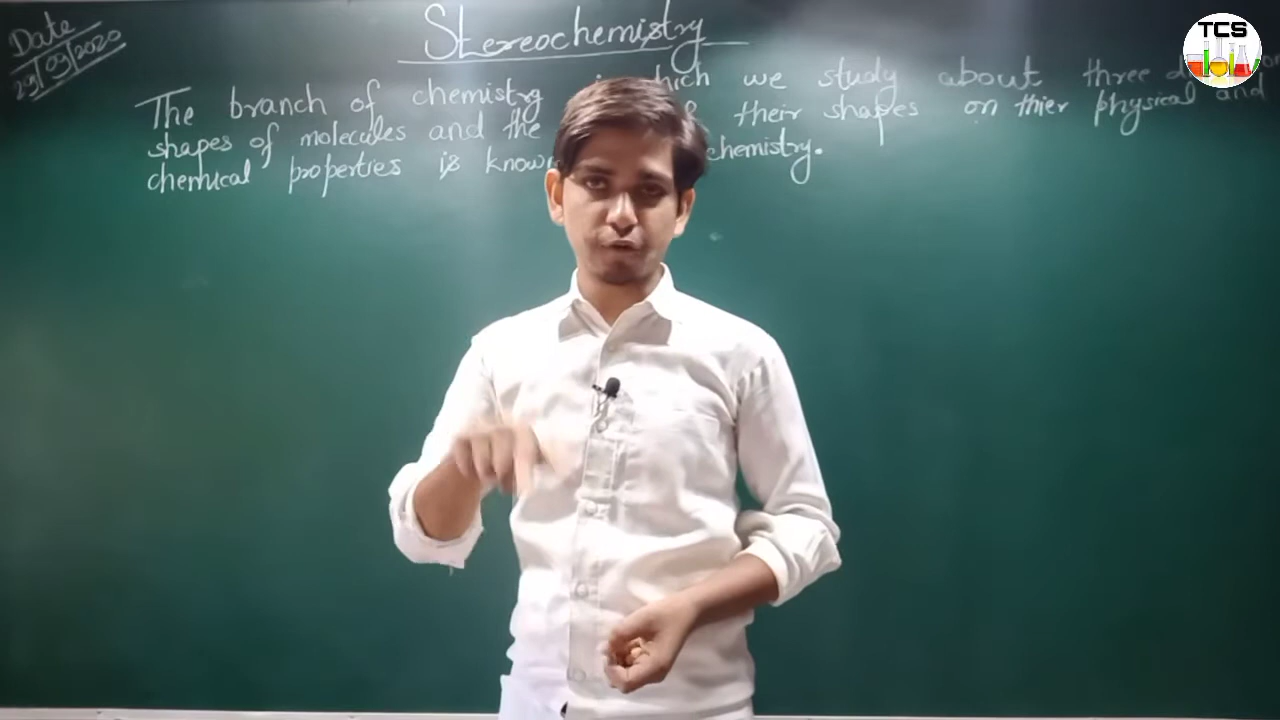 Date
29/09/2020
Stereochemistry
The branch of chemistry which we study about three
shapes of molecules and the their shapes on thier physical and
chemical properties is known chemistry.
TCS